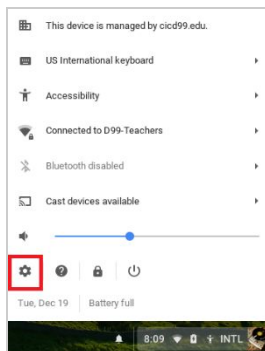 This device is managed by cicd99.edu.
US International keyboard
Accessibility
Connected to D99-Teachers
Bluetooth disabled
Cast devices available
Tue, Dec 19 Battery full
8:09 INTL